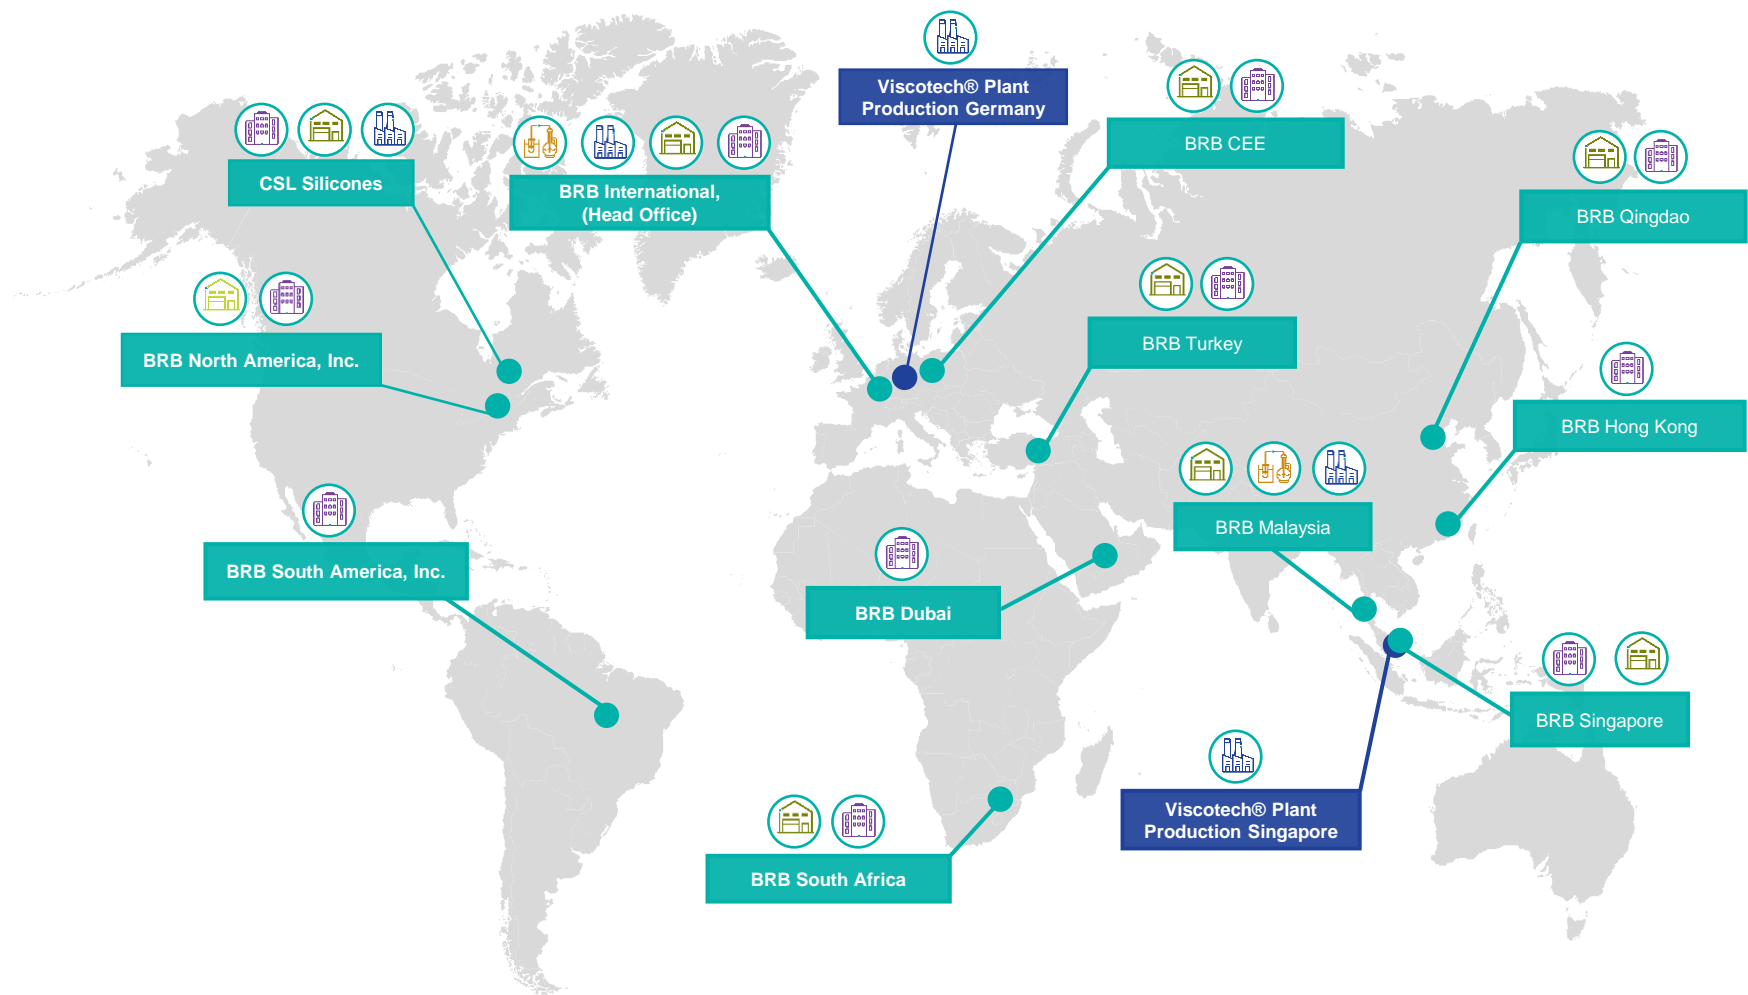 Viscotech® Plant
Production Germany
BRB CEE
CSL Silicones
BRB International,
(Head Office)
BRB Qingdao
BRB North America, Inc.
BRB Turkey
BRB Hong Kong
BRB South America, Inc.
BRB Malaysia
BRB Dubai
BRB Singapore
Viscotech® Plant
Production Singapore
BRB South Africa